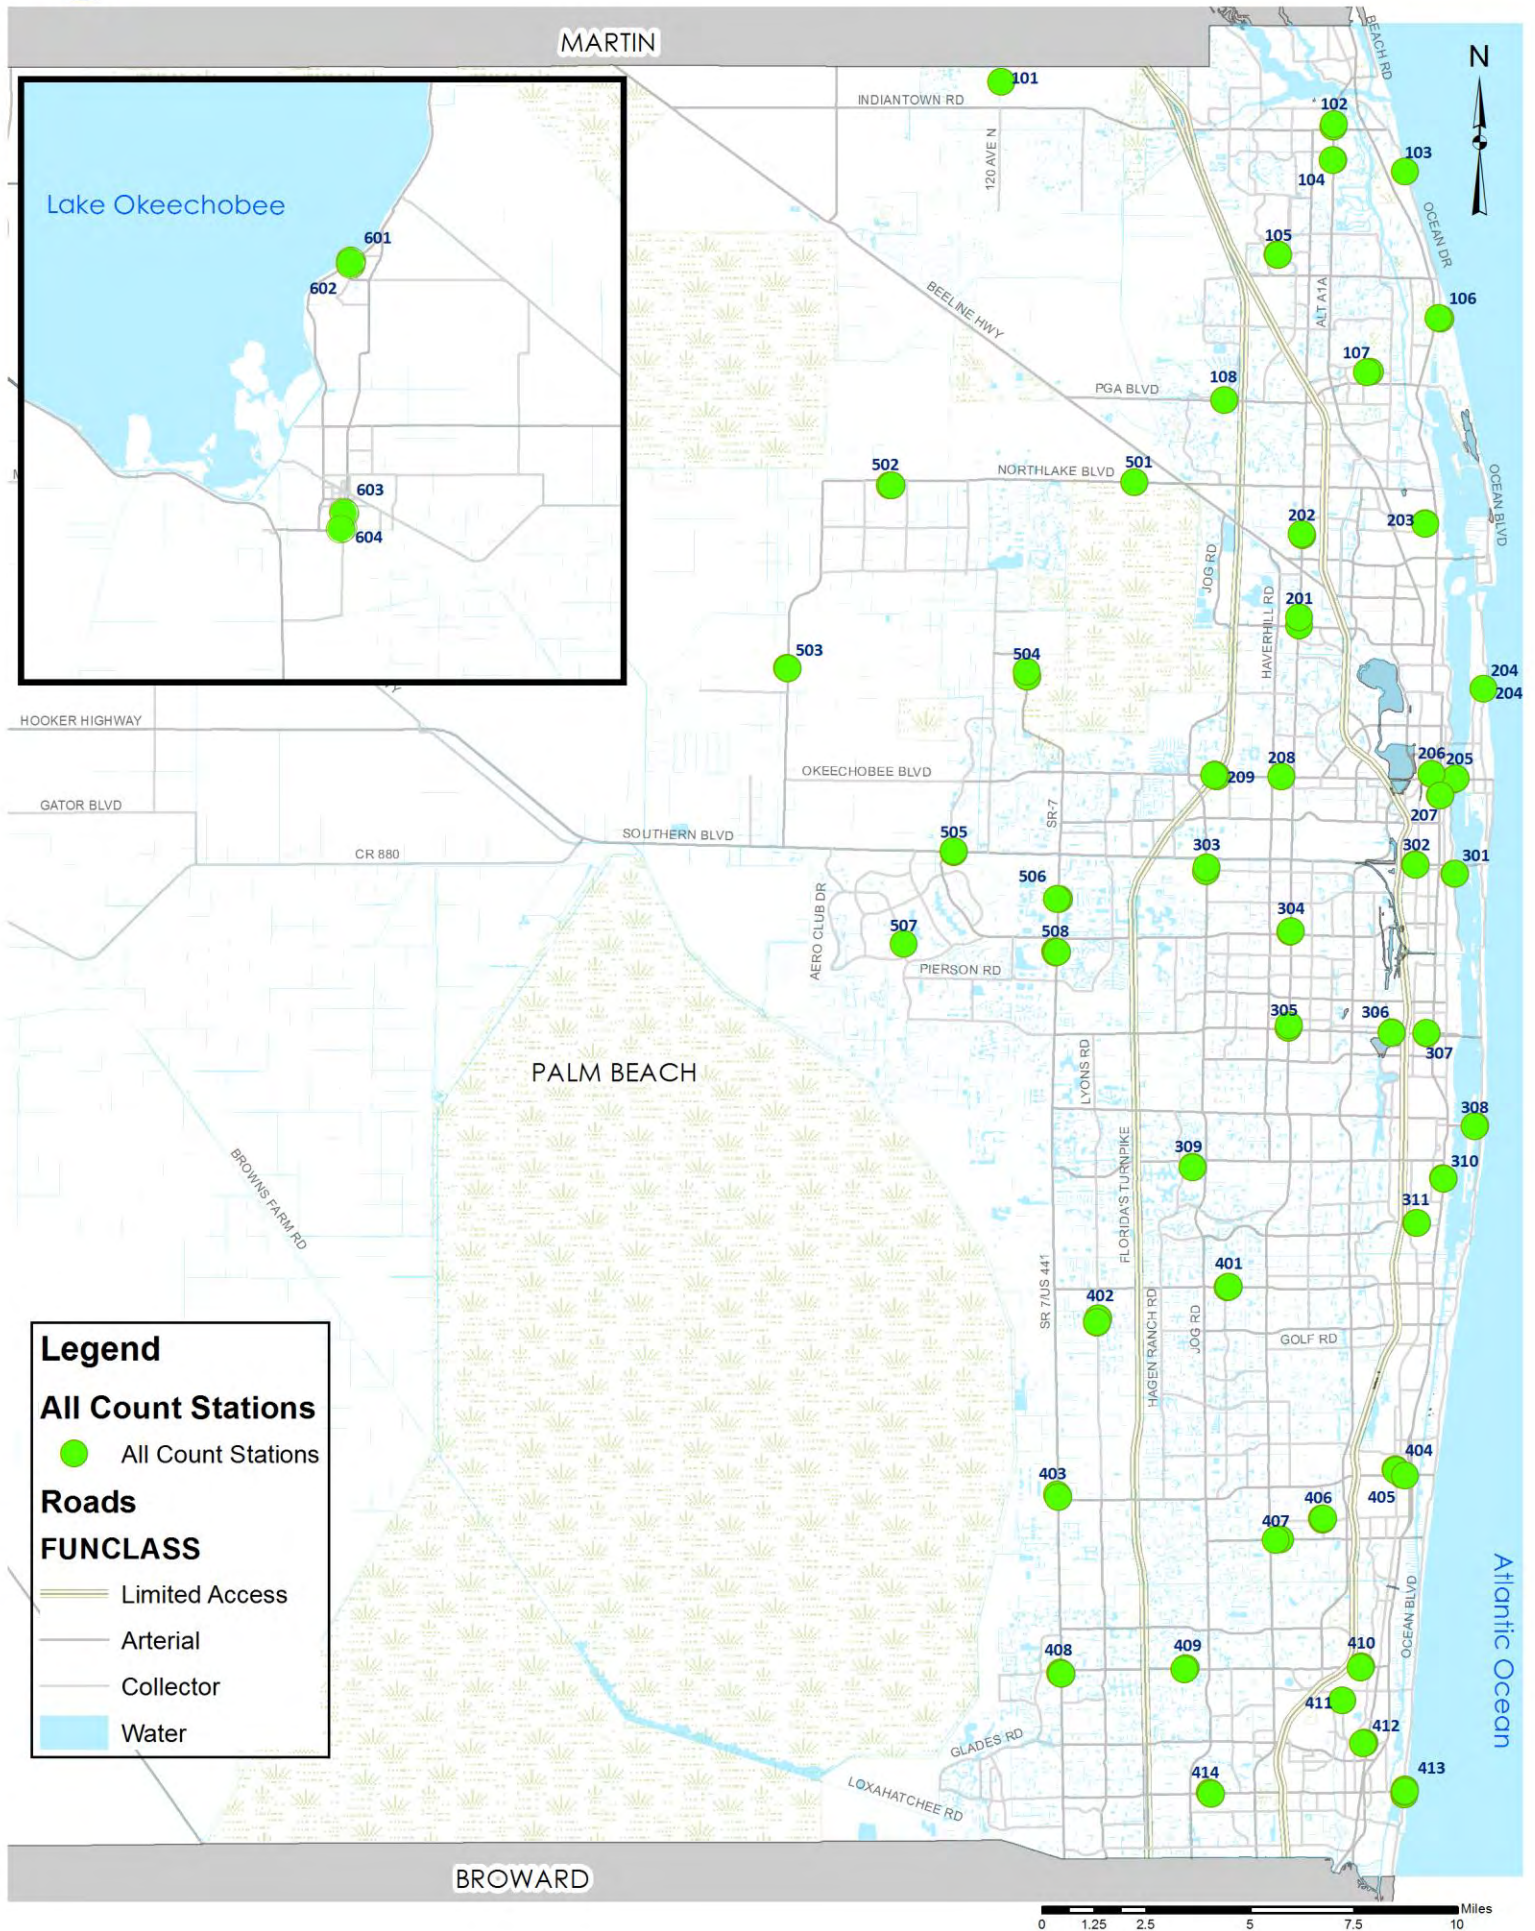 MARTIN
BEACH RD
N
101
INDIANTOWN RD
102
120 AVE N
103
104
Lake Okeechobee
OCEAN DR
601
105
602
BEELINE HWY
ALT A1A
106
107
108
PGA BLVD
502
NORTHLAKE BLVD
501
OCEAN BLVD
603
604
202
203
JOG RD
HAVERHILL RD
201
503
504
204
204
HOOKER HIGHWAY
206
205
OKEECHOBEE BLVD
209
208
GATOR BLVD
SR-7
207
SOUTHERN BLVD
CR 880
505
303
302
301
AERO CLUB DR
506
304
507
508
PIERSON RD
305
306
307
LYONS RD
PALM BEACH
308
FLORIDA'S TURNPIKE
309
310
BROWNS FARM RD
311
SR 7/US 441
401
402
HAGEN RANCH RD
JOG RD
GOLF RD
Legend
All Count Stations
All Count Stations
Roads
FUNCLASS
Limited Access
Arterial
Collector
Water
404
403
405
406
407
Atlantic Ocean
OCEAN BLVD
408
409
410
411
412
GLADES RD
LOXAHATCHEE RD
414
413
BROWARD
Miles
0 1.25 2.5 5 7.5 10